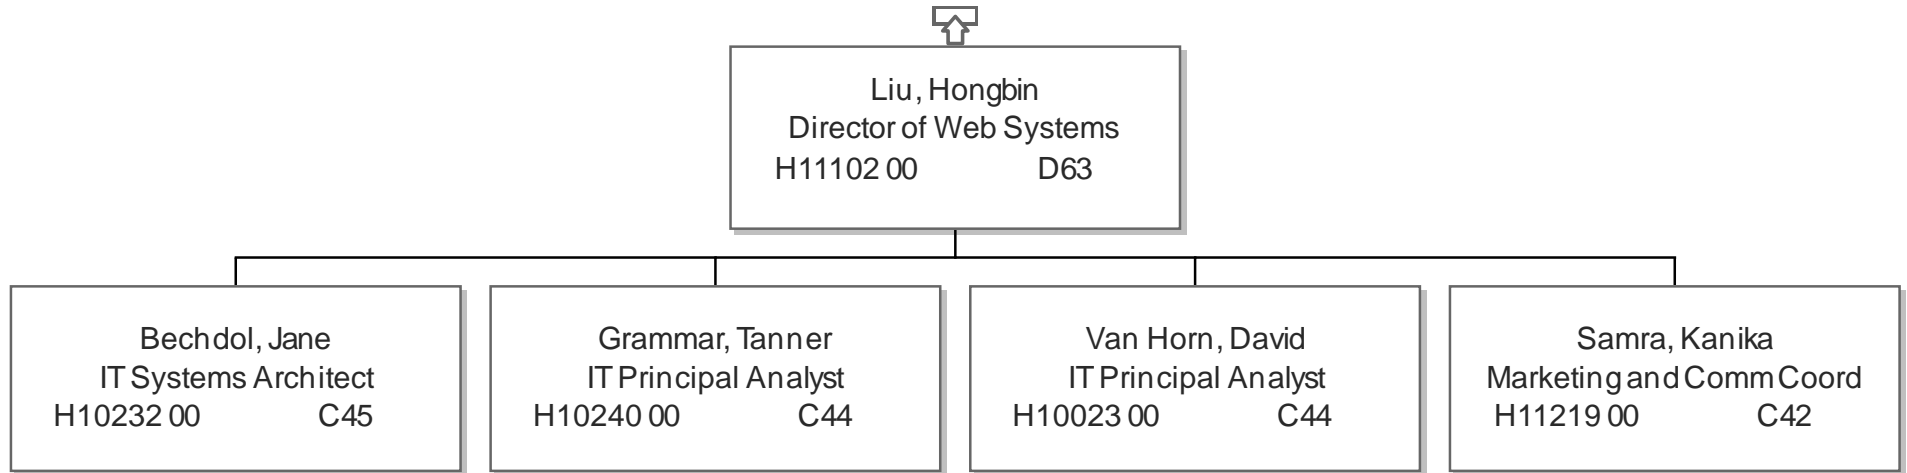 Liu, Hongbin
Director of Web Systems
H11102 00 D63
Bechdol, Jane
IT Systems Architect
H10232 00 C45
Grammar, Tanner
IT Principal Analyst
H10240 00 C44
Van Horn, David
IT Principal Analyst
H10023 00 C44
Samra, Kanika
Marketing and Comm Coord
H11219 00 C42